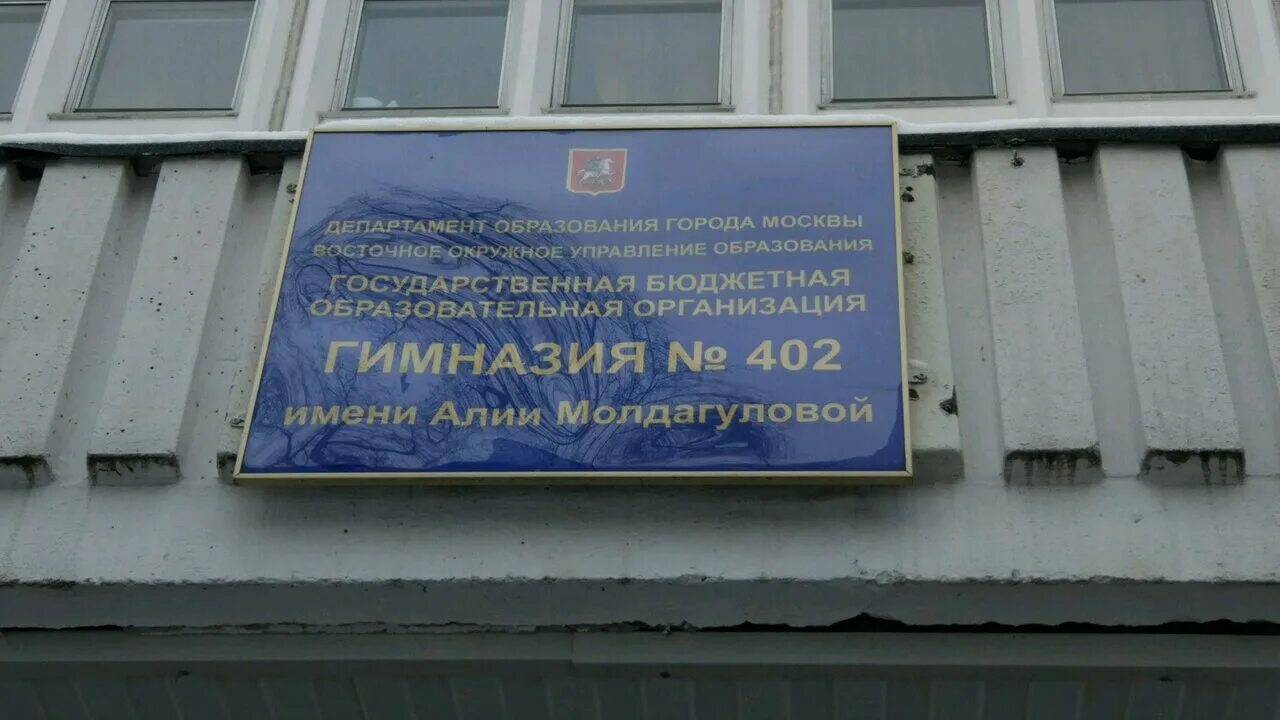 ДЕПАРТАМЕНТ ОБРАЗОВАНИЯ ГОРОДА МОСКВЫ
ВОСТОЧНОЕ ОКРУЖНОЕ УПРАВЛЕНИЕ ОБРАЗОВАНИЯ
ГОСУДАРСТВЕННАЯ БЮДЖЕТНАЯ
ОБРАЗОВАТЕЛЬНАЯ ОРГАНИЗАЦИЯ
ГИМНАЗИЯ № 402
имени Алии Молдагуловой